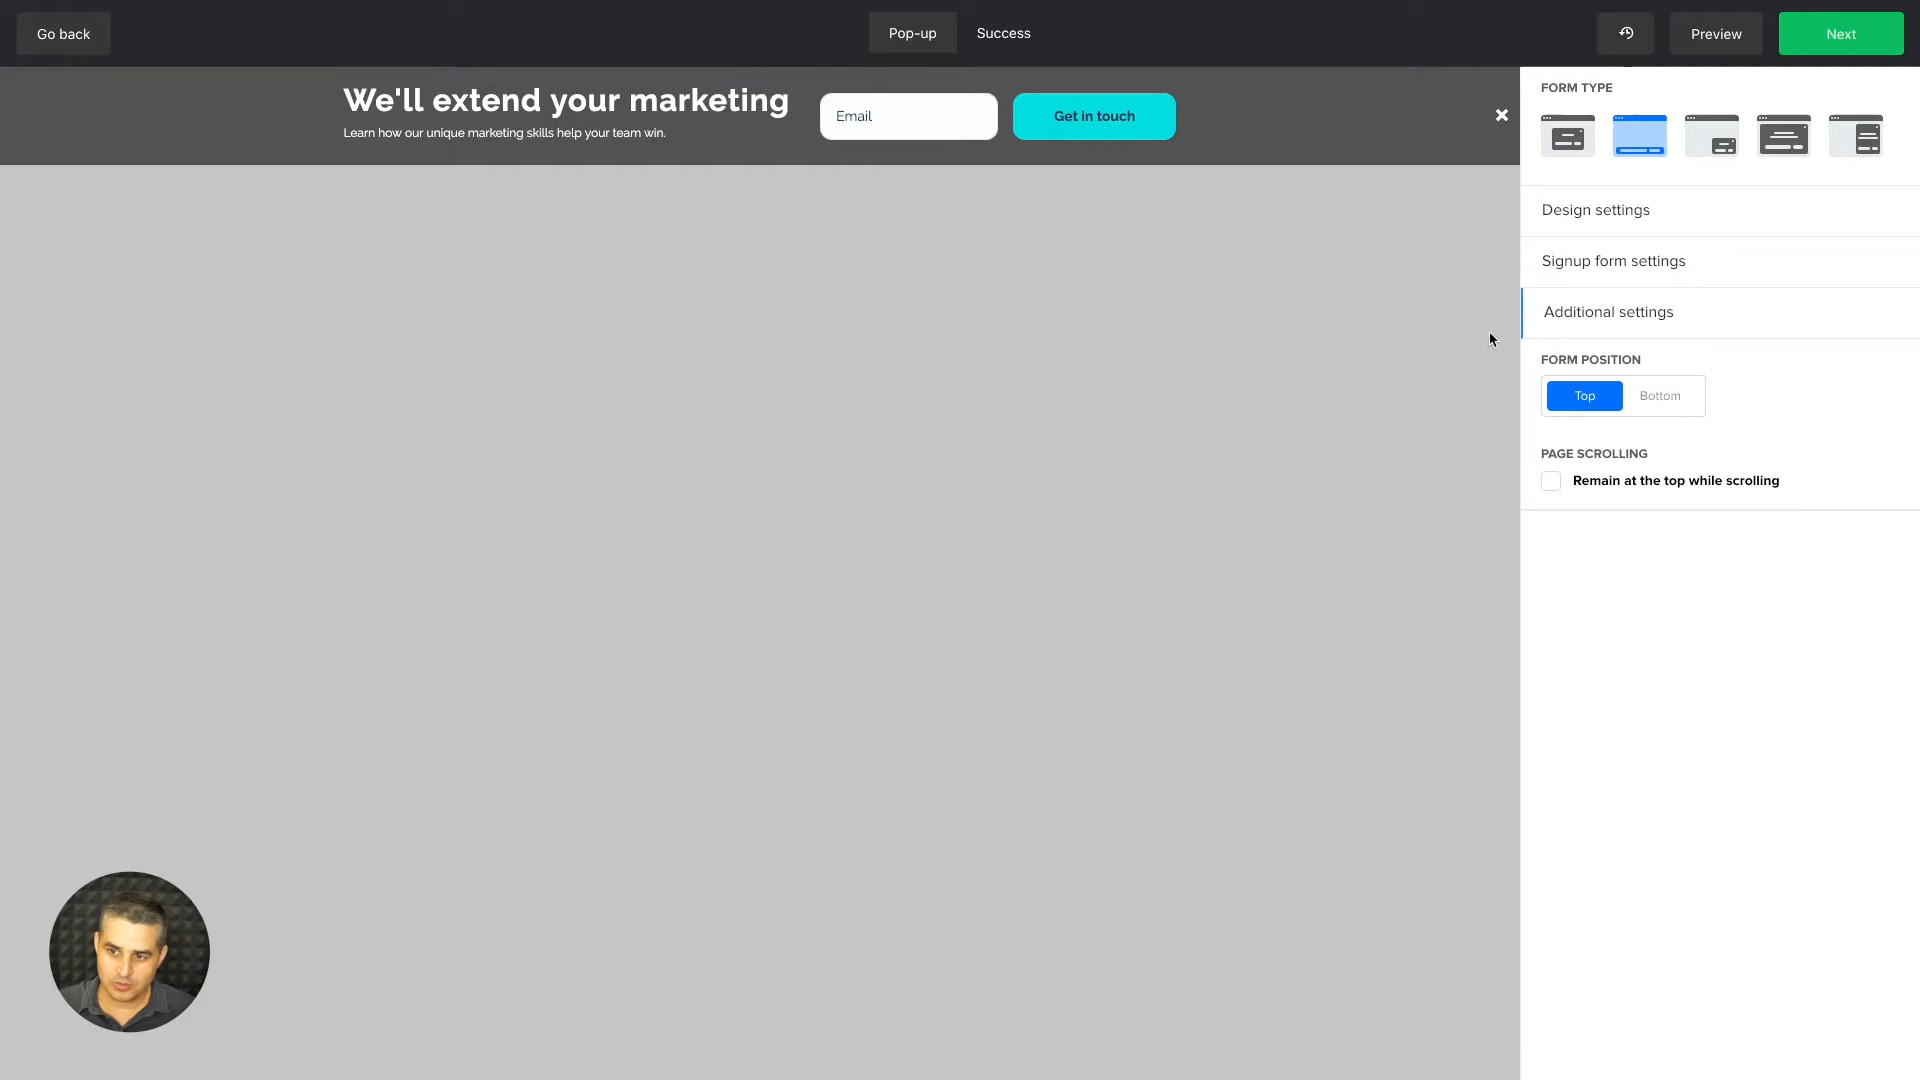 Go back
Pop-up
Success
Preview
Next
We'll extend your marketing
Learn how our unique marketing skills help your team win.
Email
Get in touch
FORM TYPE
Design settings
Signup form settings
Additional settings
FORM POSITION
Top
Bottom
PAGE SCROLLING
Remain at the top while scrolling